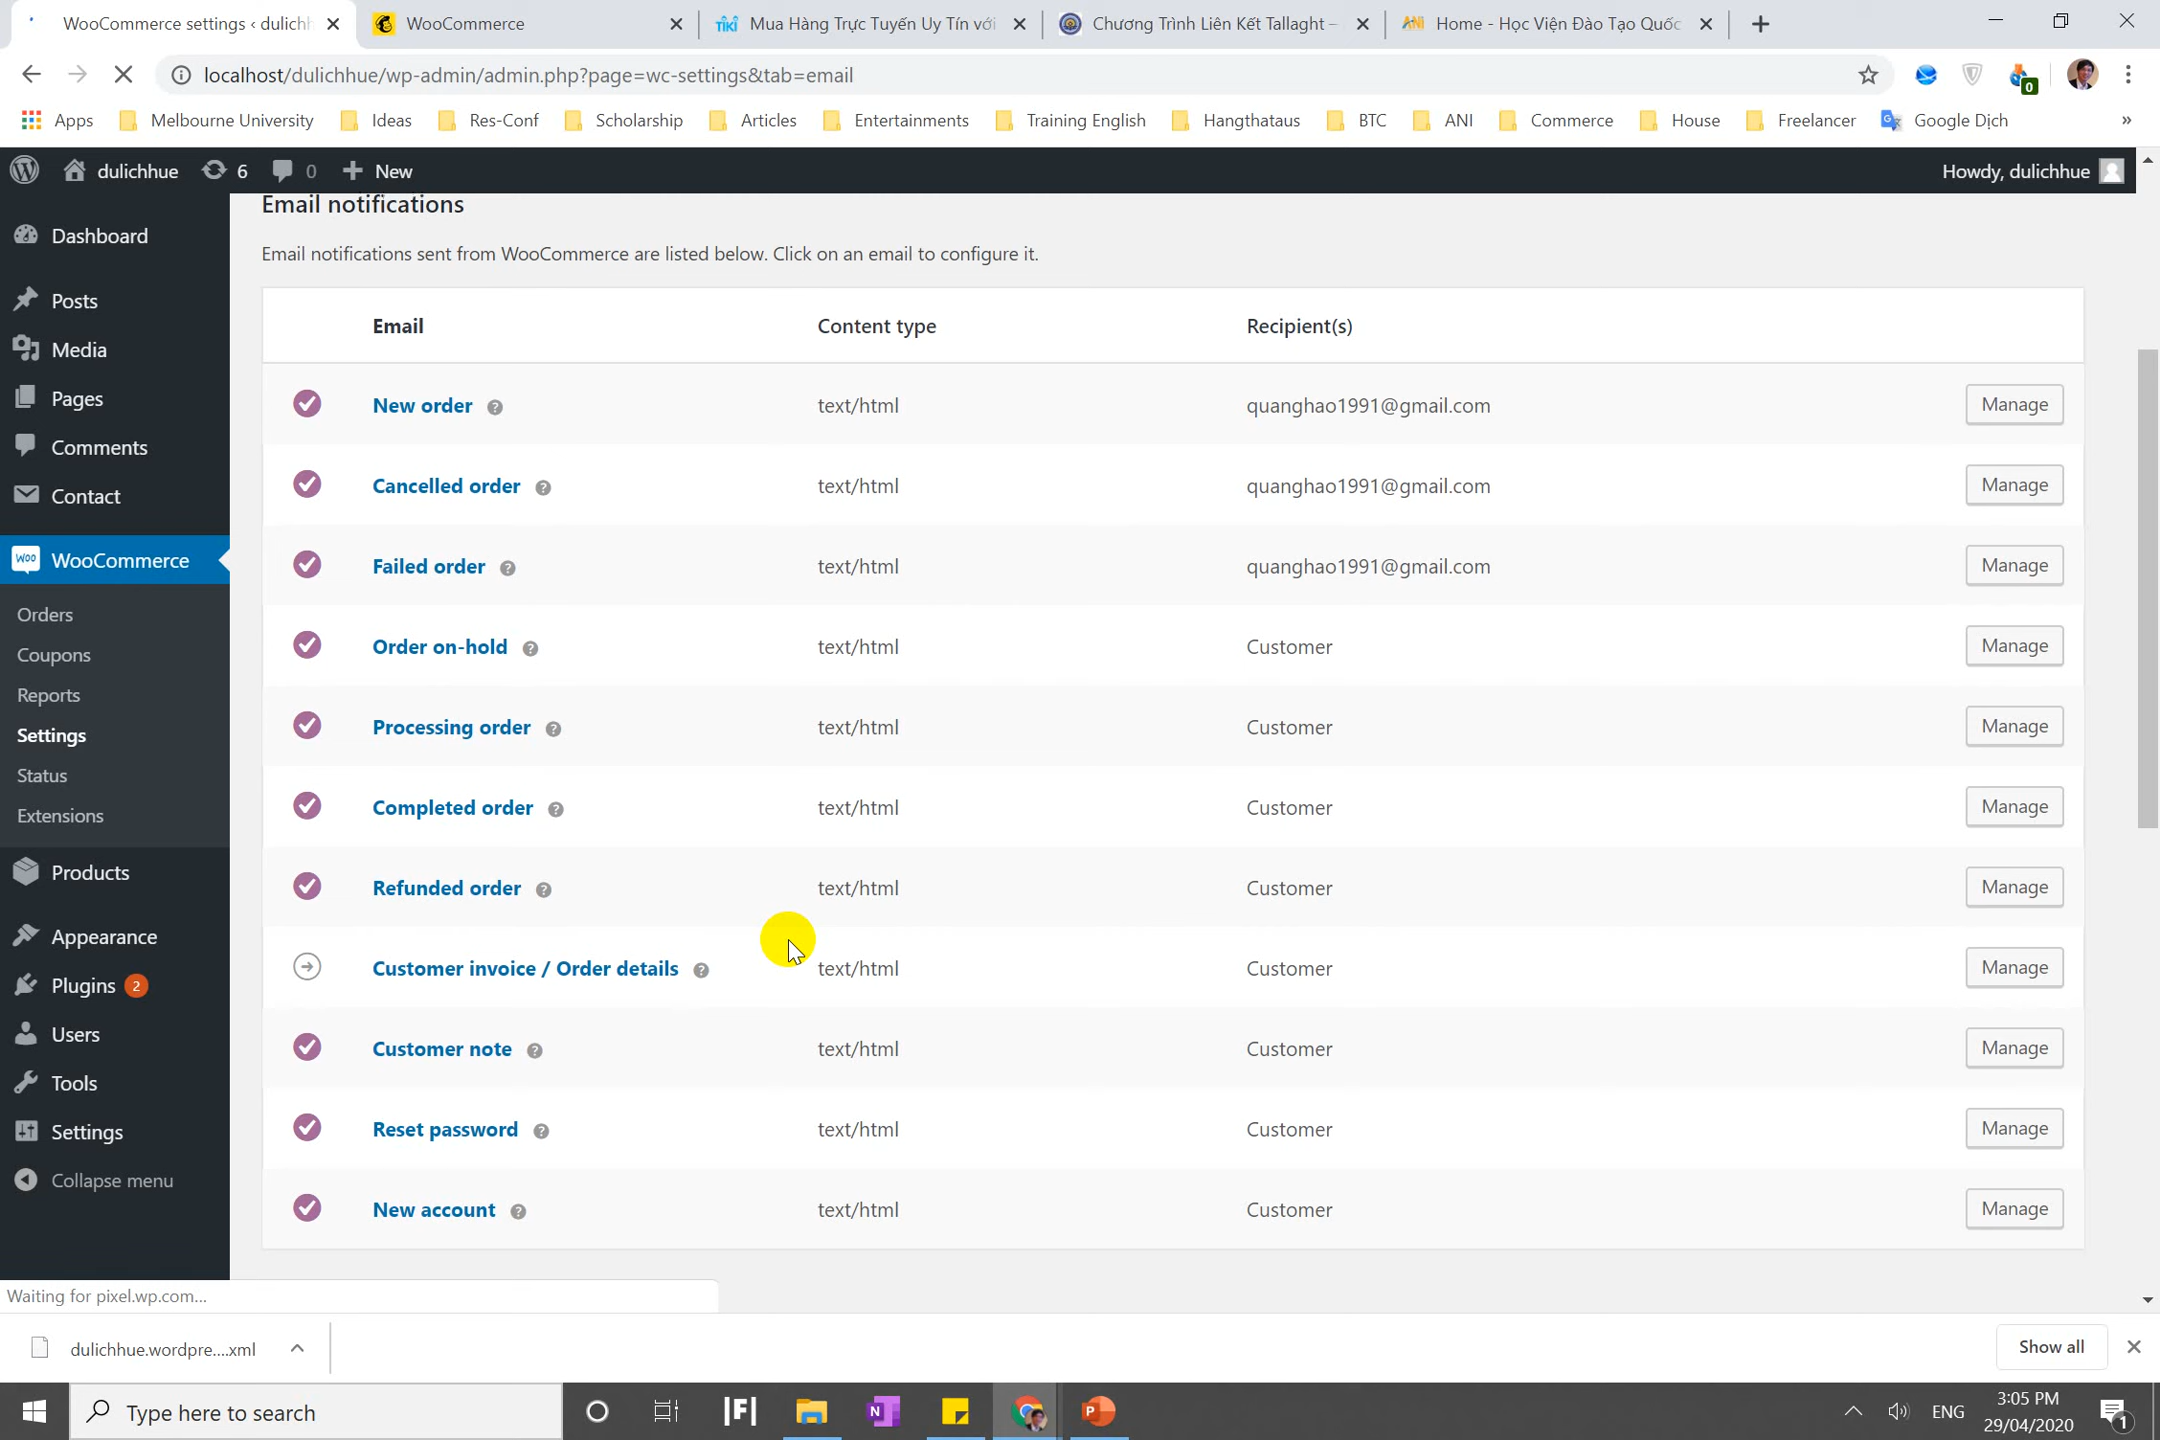 WooCommerce settings ‹ dulichh
WooCommerce
TIKI Mua Hàng Trực Tuyến Uy Tín với
Chương Trình Liên Kết Tallaght –
ANI Home - Học Viện Đào Tạo Quốc
localhost/dulichhue/wp-admin/admin.php?page=wc-settings&tab=email
0
Apps Melbourne University Ideas Res-Conf Scholarship Articles Entertainments Training English Hangthataus BTC ANI Commerce House Freelancer Google Dịch »
dulichhue 6 0 + New Howdy, dulichhue
Dashboard
Posts
Media
Pages
Comments
Contact
WOO WooCommerce
Orders
Coupons
Reports
Settings
Status
Extensions
Products
Appearance
Plugins 2
Users
Tools
Settings
Collapse menu
Email notifications
Email notifications sent from WooCommerce are listed below. Click on an email to configure it.
Email Content type Recipient(s)
New order ? text/html quanghao1991@gmail.com Manage
Cancelled order ? text/html quanghao1991@gmail.com Manage
Failed order ? text/html quanghao1991@gmail.com Manage
Order on-hold ? text/html Customer Manage
Processing order ? text/html Customer Manage
Completed order ? text/html Customer Manage
Refunded order ? text/html Customer Manage
Customer invoice / Order details ? text/html Customer Manage
Customer note ? text/html Customer Manage
Reset password ? text/html Customer Manage
New account ? text/html Customer Manage
Waiting for pixel.wp.com...
dulichhue.wordpre....xml Show all
Type here to search
|F| N P
ENG 3:05 PM
29/04/2020 1